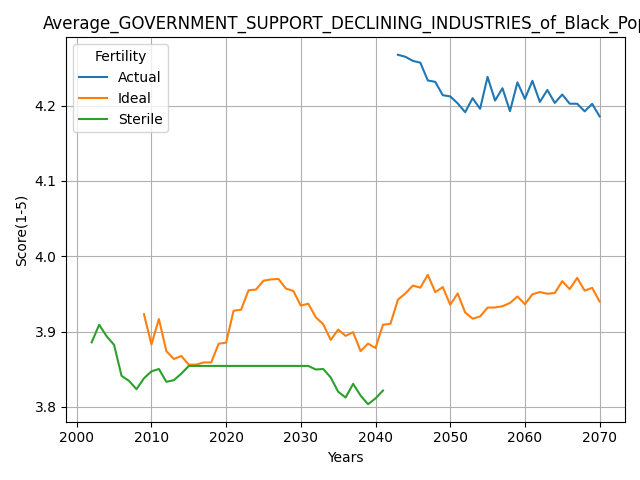 Average_GOVERNMENT_SUPPORT_DECLINING_INDUSTRIES_of_Black_Pop
Fertility
Actual
Ideal
Sterile
Score(1-5)
4.2
4.1
4.0
3.9
3.8
2000 2010 2020 2030 2040 2050 2060 2070
Years